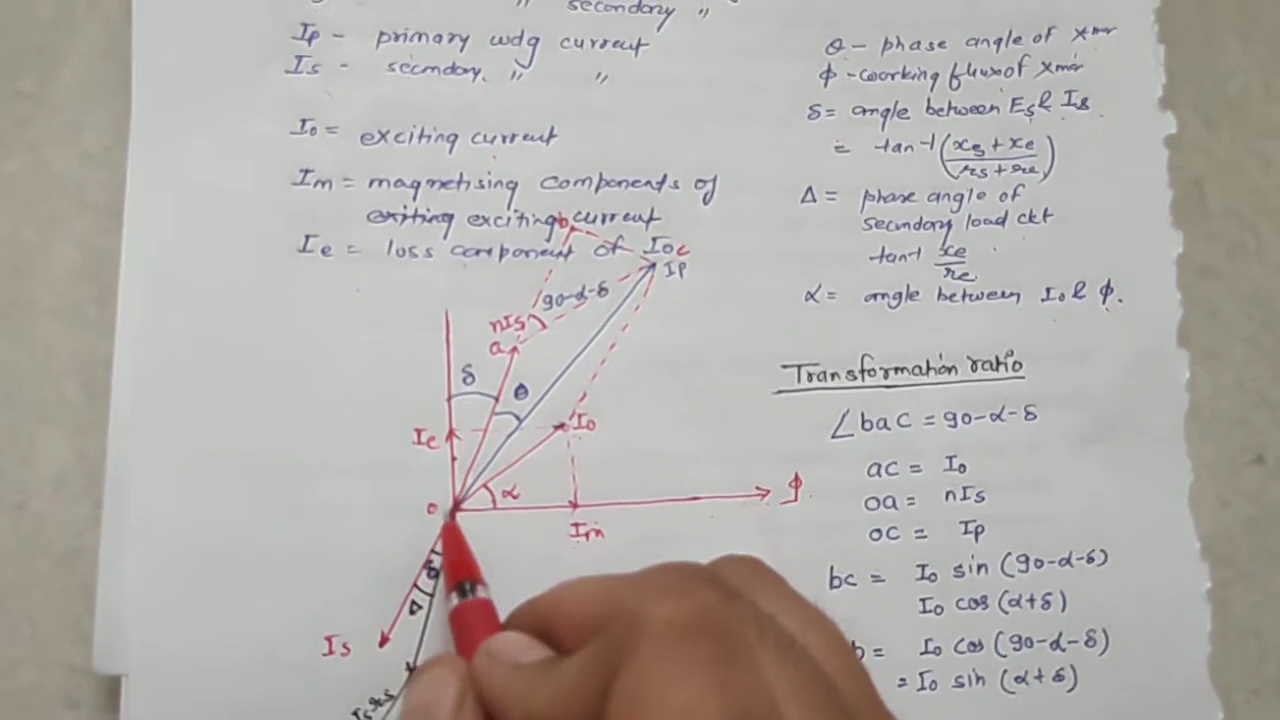 " secondary "
Ip - primary wdg current
Is - secondary " "
Io = exciting current
Im = magnetising components of
exiting exciting current
Ie = loss component of Io
θ - phase angle of xmr
ϕ - working flux of xmer
δ = angle between Es & Is
= tan-1 (xs + xe / rs + re)
Δ = phase angle of
secondary load ckt
tan-1 xe / re
α = angle between Io & ϕ.
b
c
Ip
90-α-δ
nIs
a
δ
θ
Ie
Io
α
o
ϕ
Im
δ
Δ
Is
Transformation ratio
∠bac = 90-α-δ
ac = Io
oa = nIs
oc = Ip
bc = Io sin (90-α-δ)
Io cos (α+δ)
b = Io cos (90-α-δ)
= Io sin (α+δ)